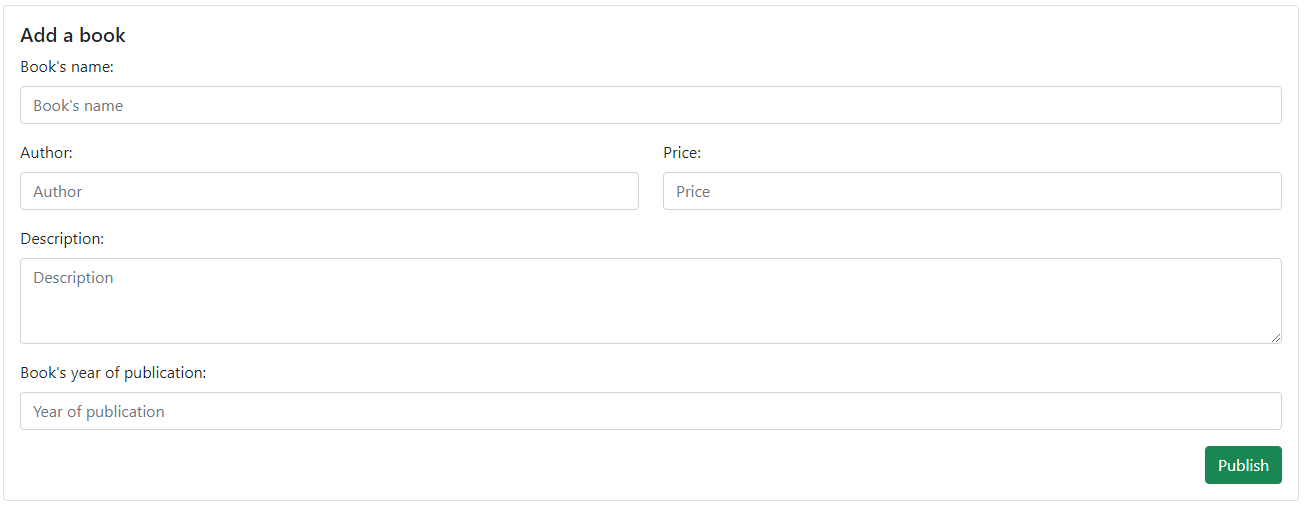 Add a book
Book's name:
Book's name
Author:
Price:
Author
Price
Description:
Description
Book's year of publication:
Year of publication
Publish